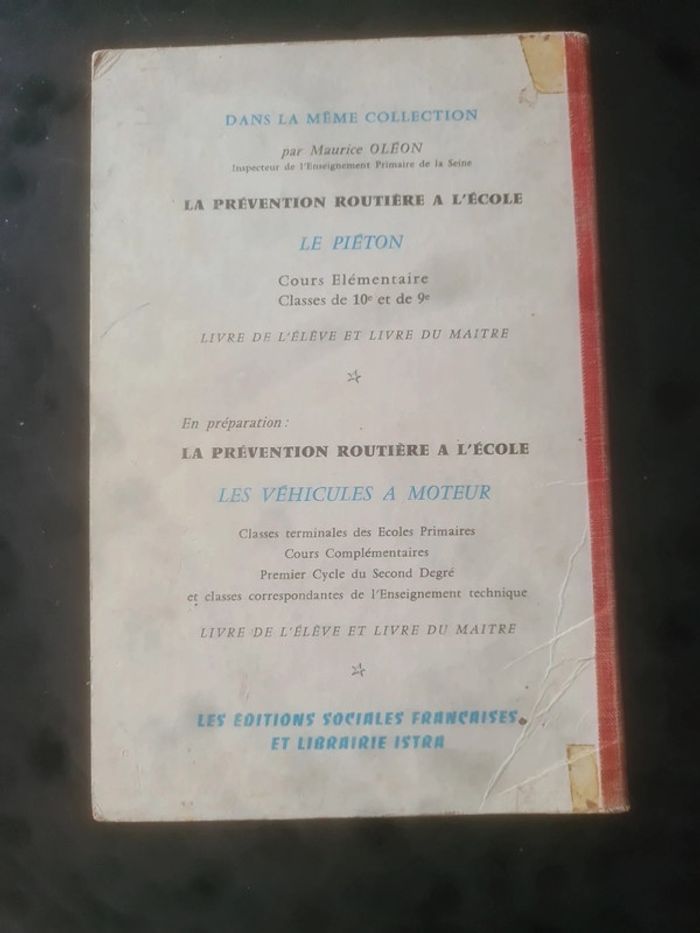 DANS LA MÊME COLLECTION
par Maurice OLÉON
Inspecteur de l'Enseignement Primaire de la Seine
LA PRÉVENTION ROUTIÈRE A L'ÉCOLE
LE PIÉTON
Cours Elémentaire
Classes de 10e et de 9e
LIVRE DE L'ÉLÈVE ET LIVRE DU MAITRE
En préparation :
LA PRÉVENTION ROUTIÈRE A L'ÉCOLE
LES VÉHICULES A MOTEUR
Classes terminales des Ecoles Primaires
Cours Complémentaires
Premier Cycle du Second Degré
et classes correspondantes de l'Enseignement technique
LIVRE DE L'ÉLÈVE ET LIVRE DU MAITRE
LES EDITIONS SOCIALES FRANÇAISES
ET LIBRAIRIE ISTRA